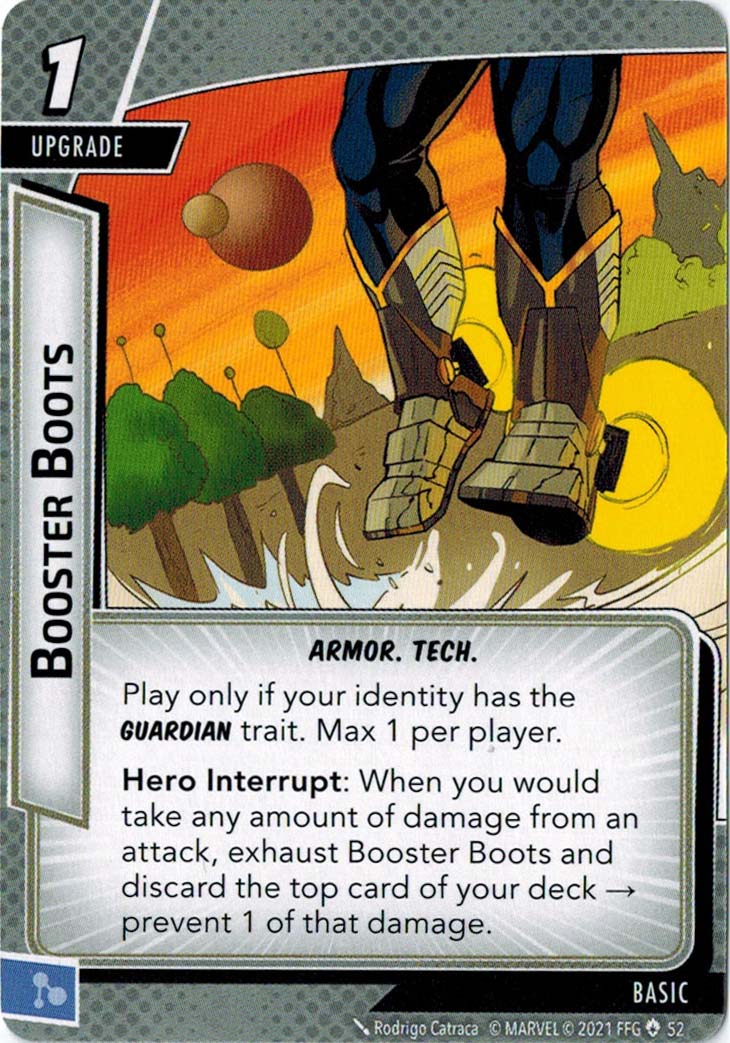 1
UPGRADE
BOOSTER BOOTS
ARMOR. TECH.
Play only if your identity has the
GUARDIAN trait. Max 1 per player.
Hero Interrupt: When you would
take any amount of damage from an
attack, exhaust Booster Boots and
discard the top card of your deck →
prevent 1 of that damage.
BASIC
Rodrigo Catraca © MARVEL © 2021 FFG 52